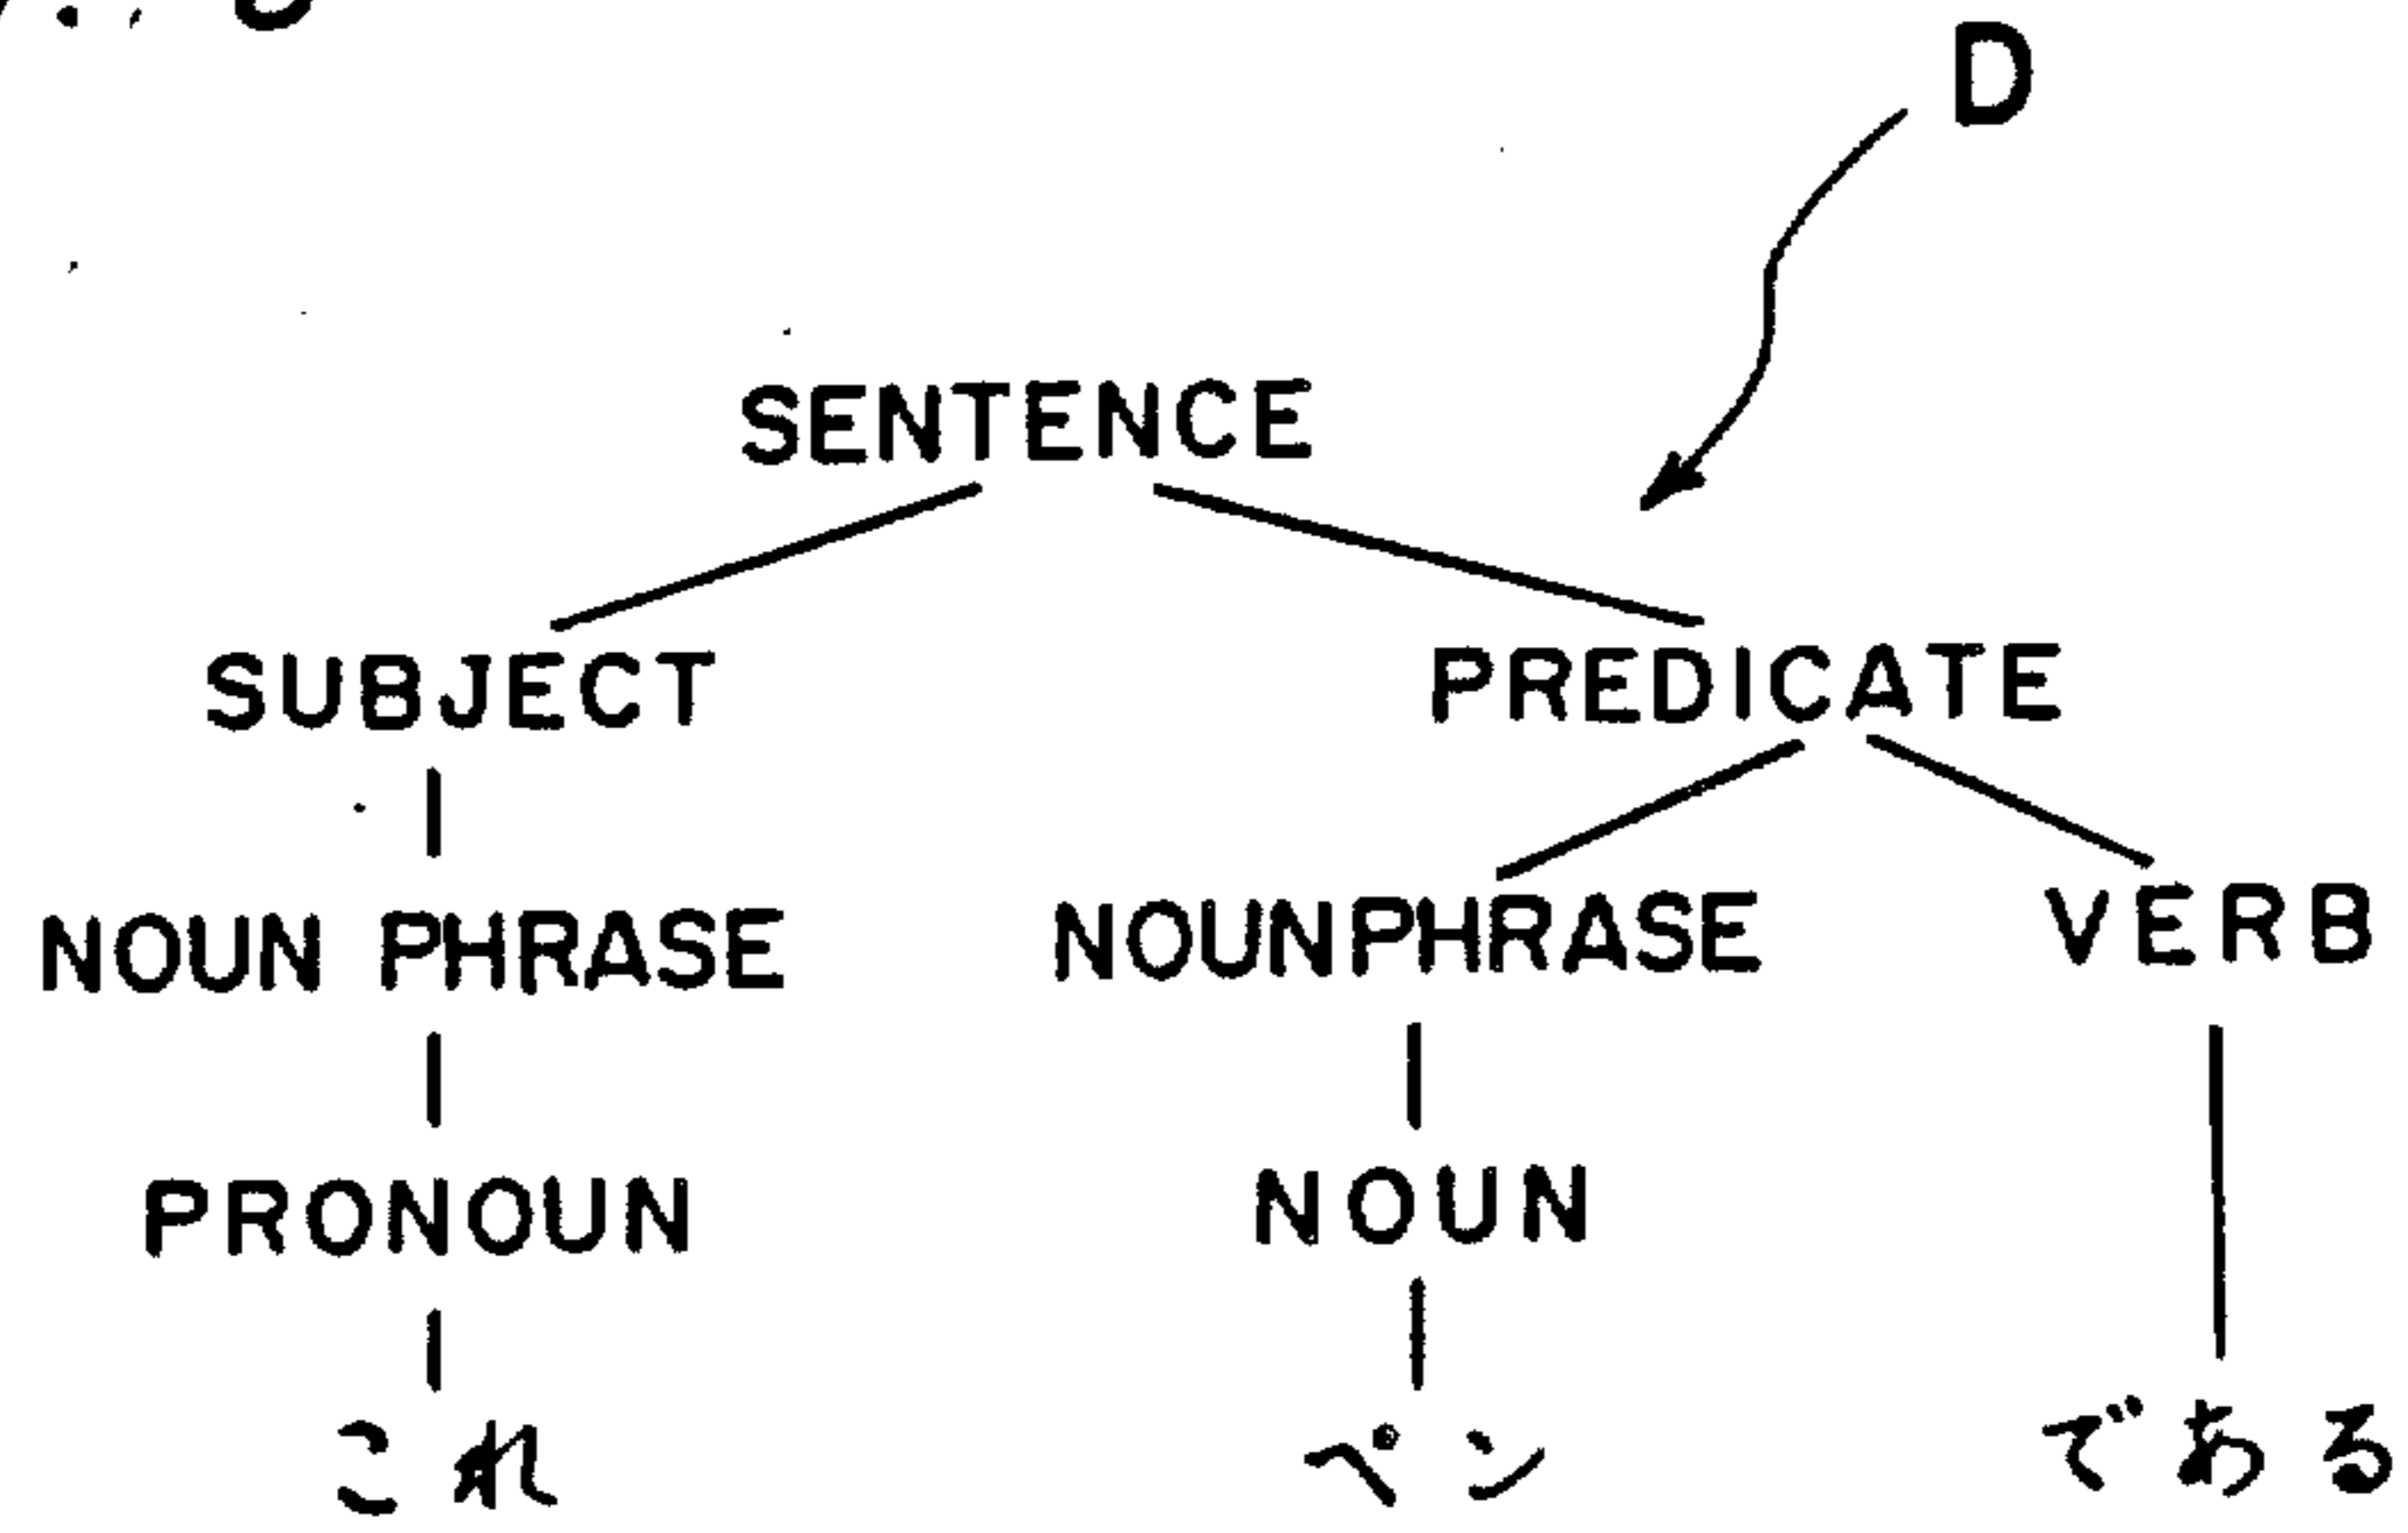 D
SENTENCE
SUBJECT PREDICATE
NOUN PHRASE NOUNPHRASE VERB
PRONOUN NOUN
これ ペン である